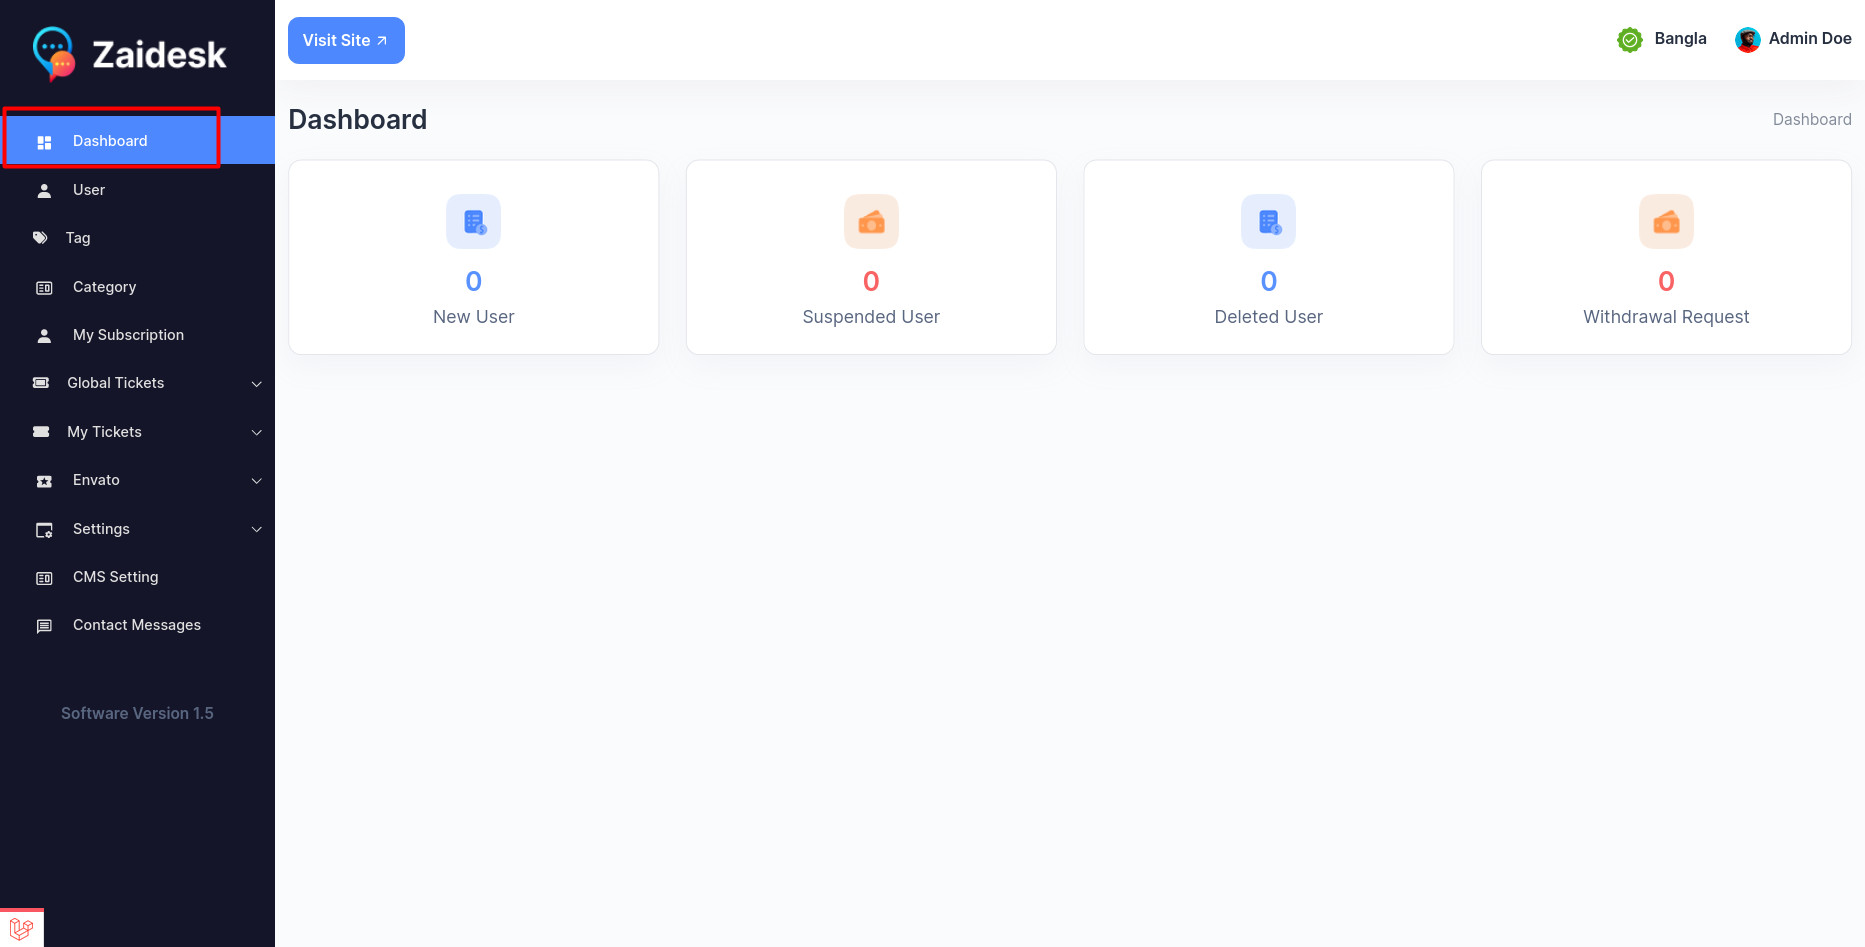 Zaidesk
Visit Site
Bangla
Admin Doe
Dashboard
User
Tag
Category
My Subscription
Global Tickets
My Tickets
Envato
Settings
CMS Setting
Contact Messages
Software Version 1.5
Dashboard
Dashboard
0
New User
0
Suspended User
0
Deleted User
0
Withdrawal Request